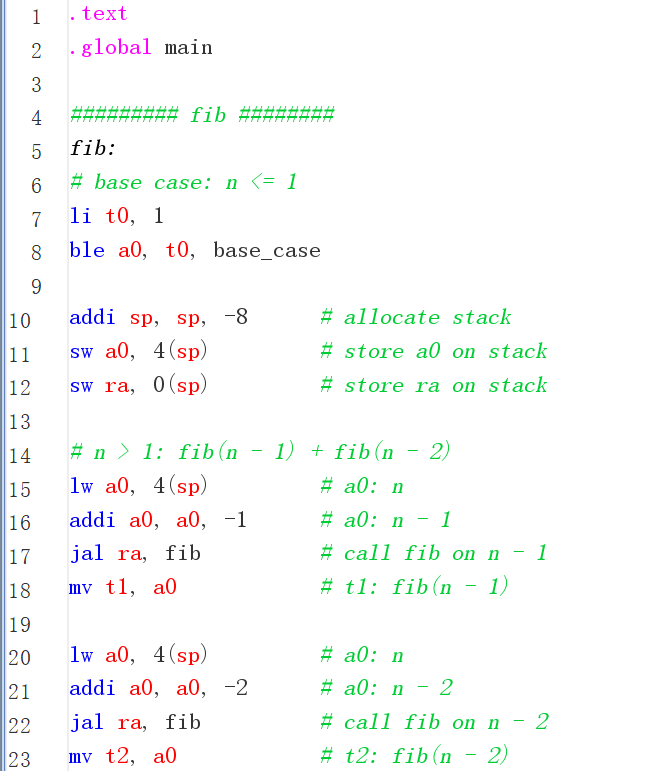 1 .text
2 .global main
3
4 ######### fib ########
5 fib:
6 # base case: n <= 1
7 li t0, 1
8 ble a0, t0, base_case
9
10 addi sp, sp, -8 # allocate stack
11 sw a0, 4(sp) # store a0 on stack
12 sw ra, 0(sp) # store ra on stack
13
14 # n > 1: fib(n - 1) + fib(n - 2)
15 lw a0, 4(sp) # a0: n
16 addi a0, a0, -1 # a0: n - 1
17 jal ra, fib # call fib on n - 1
18 mv t1, a0 # t1: fib(n - 1)
19
20 lw a0, 4(sp) # a0: n
21 addi a0, a0, -2 # a0: n - 2
22 jal ra, fib # call fib on n - 2
23 mv t2, a0 # t2: fib(n - 2)